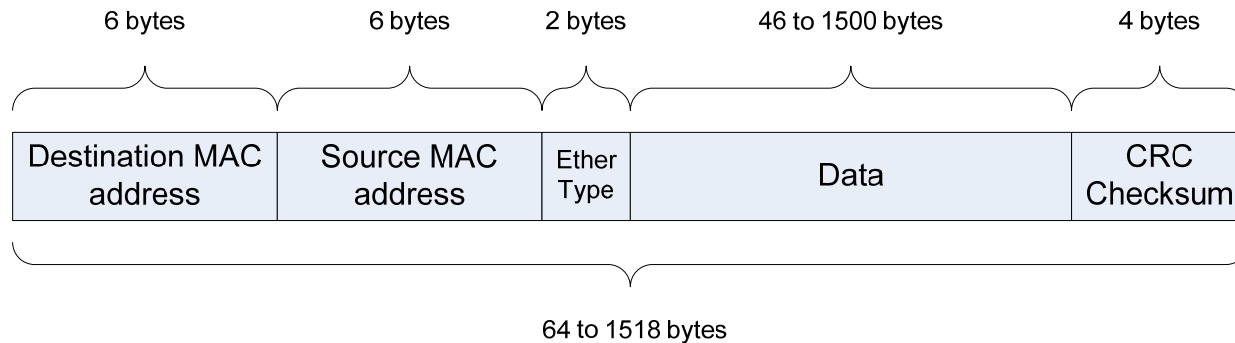 6 bytes
6 bytes
2 bytes
46 to 1500 bytes
4 bytes
Destination MAC
address
Source MAC
address
Ether
Type
Data
CRC
Checksum
64 to 1518 bytes